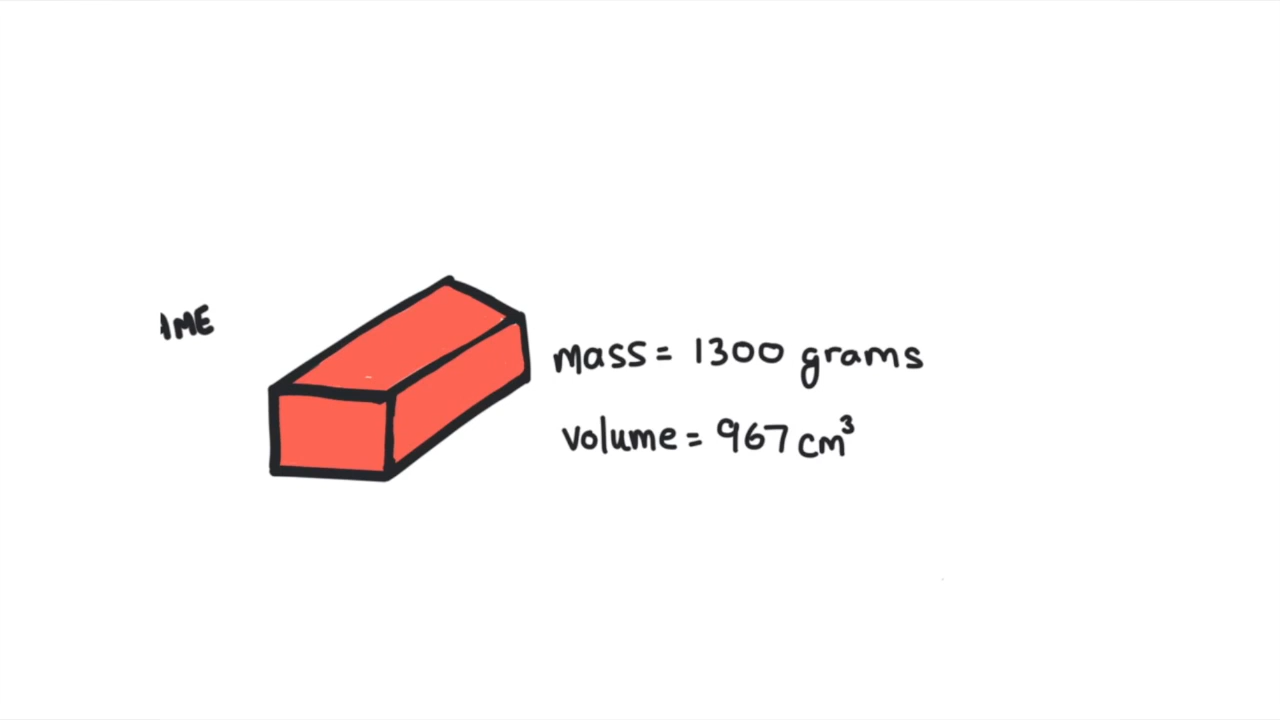 mass = 1300 grams
volume = 967 cm³